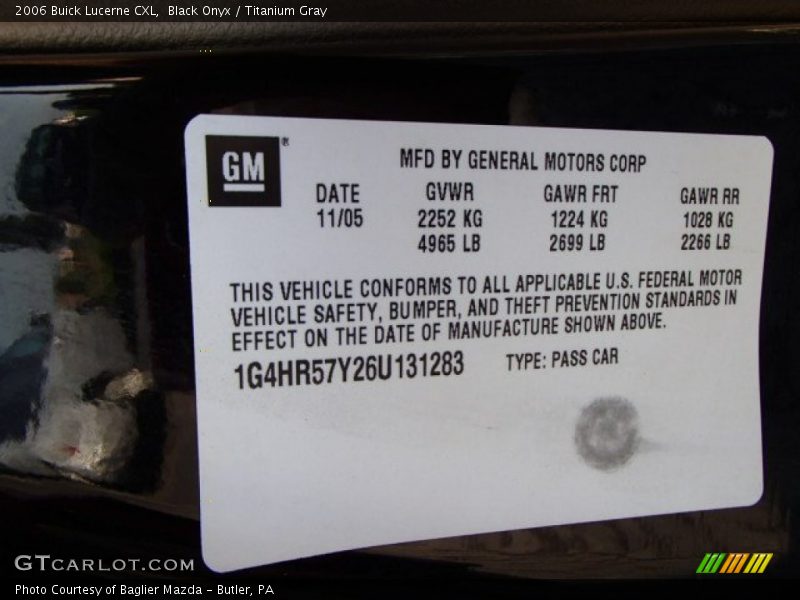 2006 Buick Lucerne CXL,  Black Onyx / Titanium Gray
GM®
MFD BY GENERAL MOTORS CORP
DATE GVWR GAWR FRT GAWR RR
11/05 2252 KG 1224 KG 1028 KG
4965 LB 2699 LB 2266 LB
THIS VEHICLE CONFORMS TO ALL APPLICABLE U.S. FEDERAL MOTOR
VEHICLE SAFETY, BUMPER, AND THEFT PREVENTION STANDARDS IN
EFFECT ON THE DATE OF MANUFACTURE SHOWN ABOVE.
1G4HR57Y26U131283 TYPE: PASS CAR
GTCARLOT.COM
Photo Courtesy of Baglier Mazda - Butler, PA